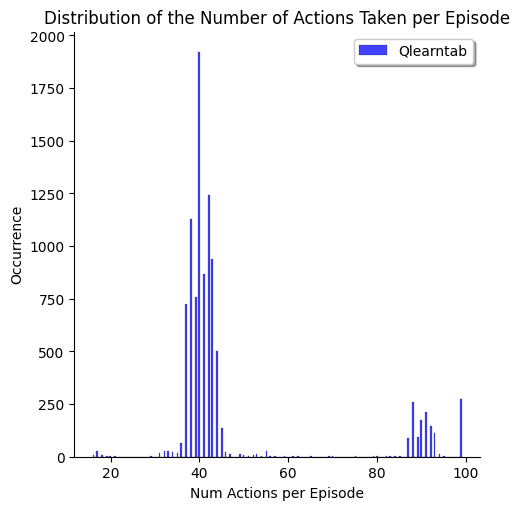 Distribution of the Number of Actions Taken per Episode
Qlearntab
2000
1750
1500
1250
1000
750
500
250
0
Occurrence
20 40 60 80 100
Num Actions per Episode